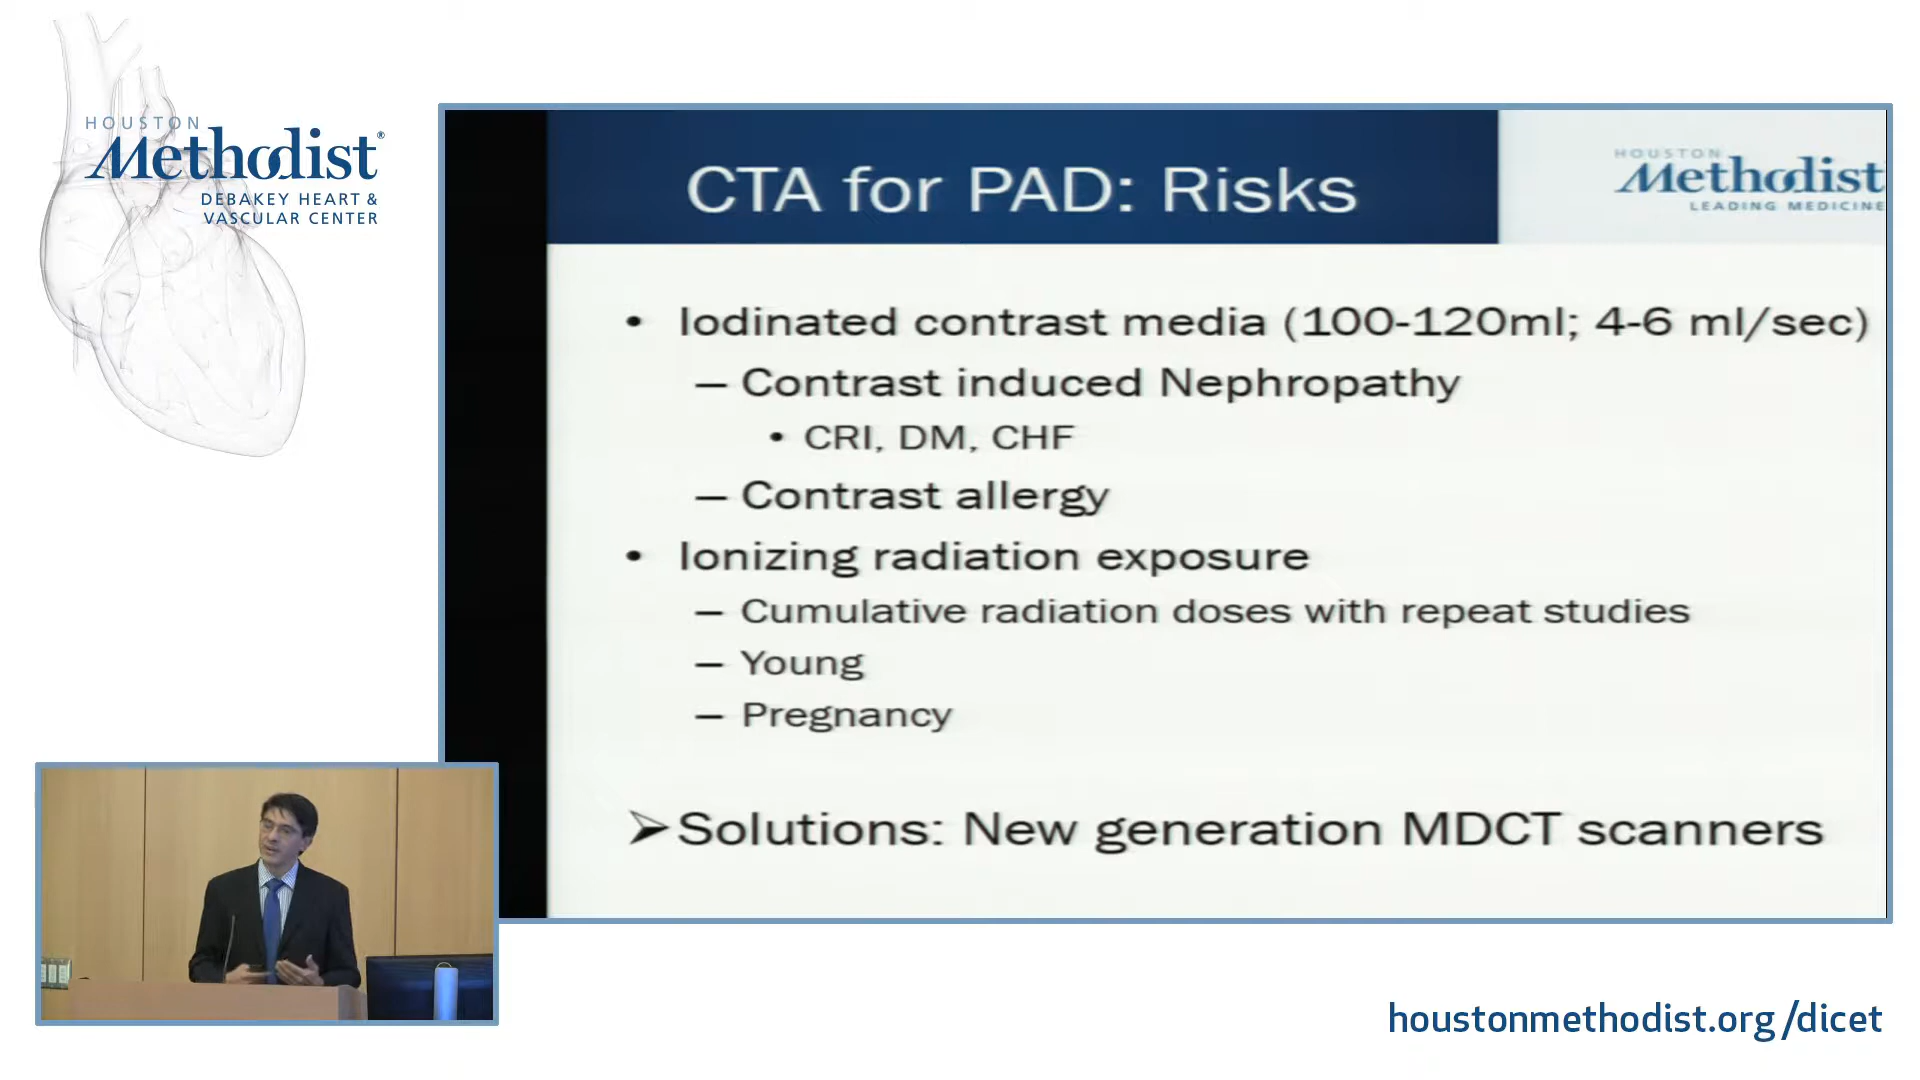 HOUSTON
Methodist®
DEBAKEY HEART &
VASCULAR CENTER
CTA for PAD: Risks
HOUSTON
Methodist
LEADING MEDICINE
• Iodinated contrast media (100-120ml; 4-6 ml/sec)
– Contrast induced Nephropathy
• CRI, DM, CHF
– Contrast allergy
• Ionizing radiation exposure
– Cumulative radiation doses with repeat studies
– Young
– Pregnancy
➢ Solutions: New generation MDCT scanners
houstonmethodist.org/dicet